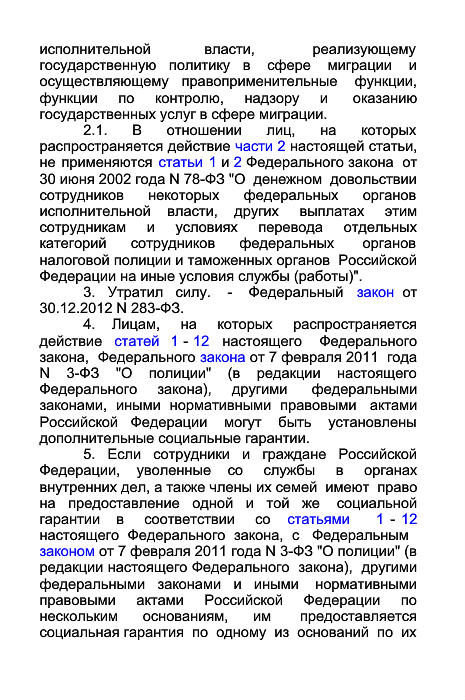 исполнительной власти, реализующему
государственную политику в сфере миграции и
осуществляющему правоприменительные функции,
функции по контролю, надзору и оказанию
государственных услуг в сфере миграции.
2.1. В отношении лиц, на которых
распространяется действие части 2 настоящей статьи,
не применяются статьи 1 и 2 Федерального закона от
30 июня 2002 года N 78-ФЗ "О денежном довольствии
сотрудников некоторых федеральных органов
исполнительной власти, других выплатах этим
сотрудникам и условиях перевода отдельных
категорий сотрудников федеральных органов
налоговой полиции и таможенных органов Российской
Федерации на иные условия службы (работы)".
3. Утратил силу. - Федеральный закон от
30.12.2012 N 283-ФЗ.
4. Лицам, на которых распространяется
действие статей 1 - 12 настоящего Федерального
закона, Федерального закона от 7 февраля 2011 года
N 3-ФЗ "О полиции" (в редакции настоящего
Федерального закона), другими федеральными
законами, иными нормативными правовыми актами
Российской Федерации могут быть установлены
дополнительные социальные гарантии.
5. Если сотрудники и граждане Российской
Федерации, уволенные со службы в органах
внутренних дел, а также члены их семей имеют право
на предоставление одной и той же социальной
гарантии в соответствии со статьями 1 - 12
настоящего Федерального закона, с Федеральным
законом от 7 февраля 2011 года N 3-ФЗ "О полиции" (в
редакции настоящего Федерального закона), другими
федеральными законами и иными нормативными
правовыми актами Российской Федерации по
нескольким основаниям, им предоставляется
социальная гарантия по одному из оснований по их